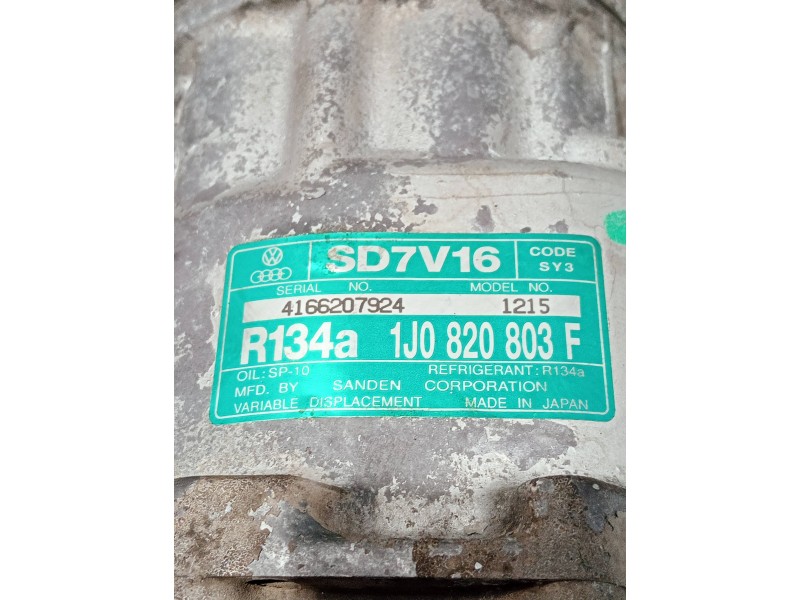 SD7V16 CODE SY3
SERIAL NO. MODEL NO.
4166207924 1215
R134a 1J0 820 803 F
OIL:SP-10 REFRIGERANT:R134a
MFD. BY SANDEN CORPORATION
VARIABLE DISPLACEMENT MADE IN JAPAN